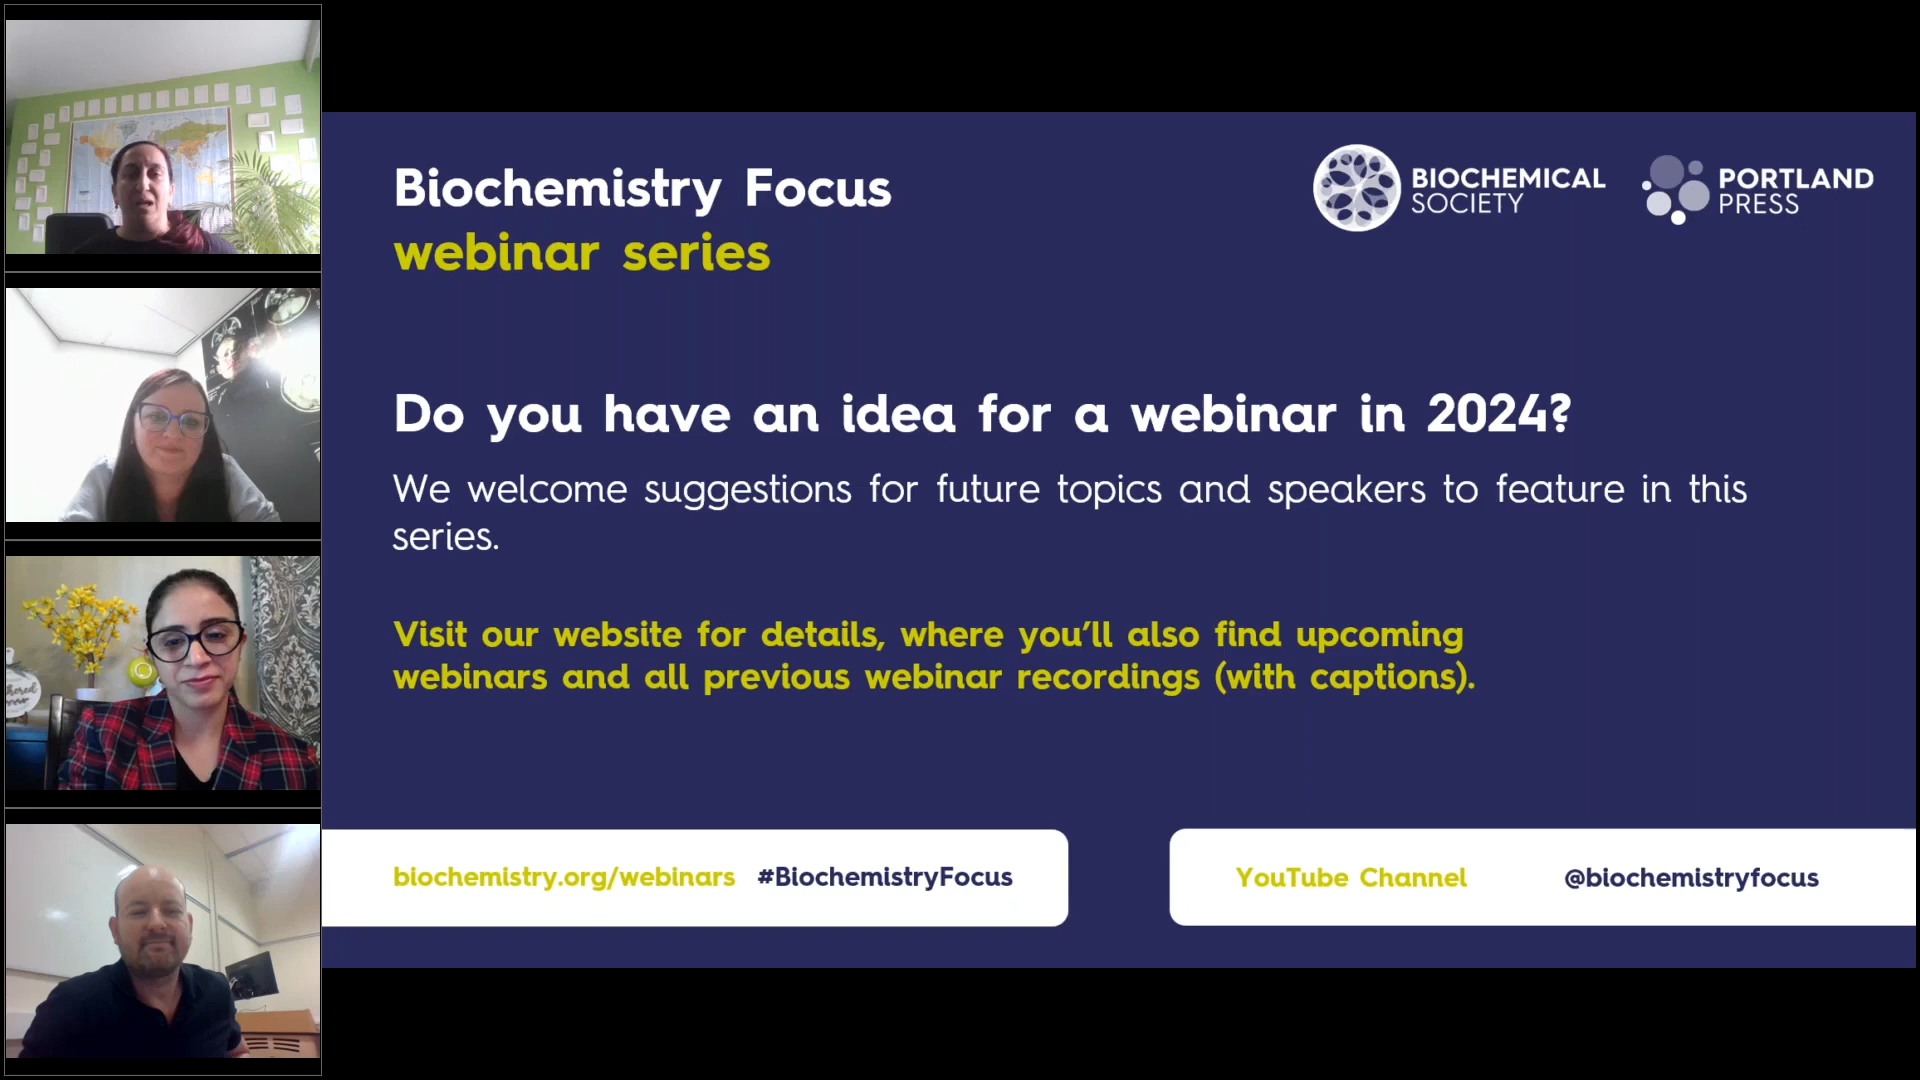 Biochemistry Focus
webinar series
BIOCHEMICAL
SOCIETY
PORTLAND
PRESS
Do you have an idea for a webinar in 2024?
We welcome suggestions for future topics and speakers to feature in this
series.
Visit our website for details, where you’ll also find upcoming
webinars and all previous webinar recordings (with captions).
biochemistry.org/webinars #BiochemistryFocus
YouTube Channel @biochemistryfocus